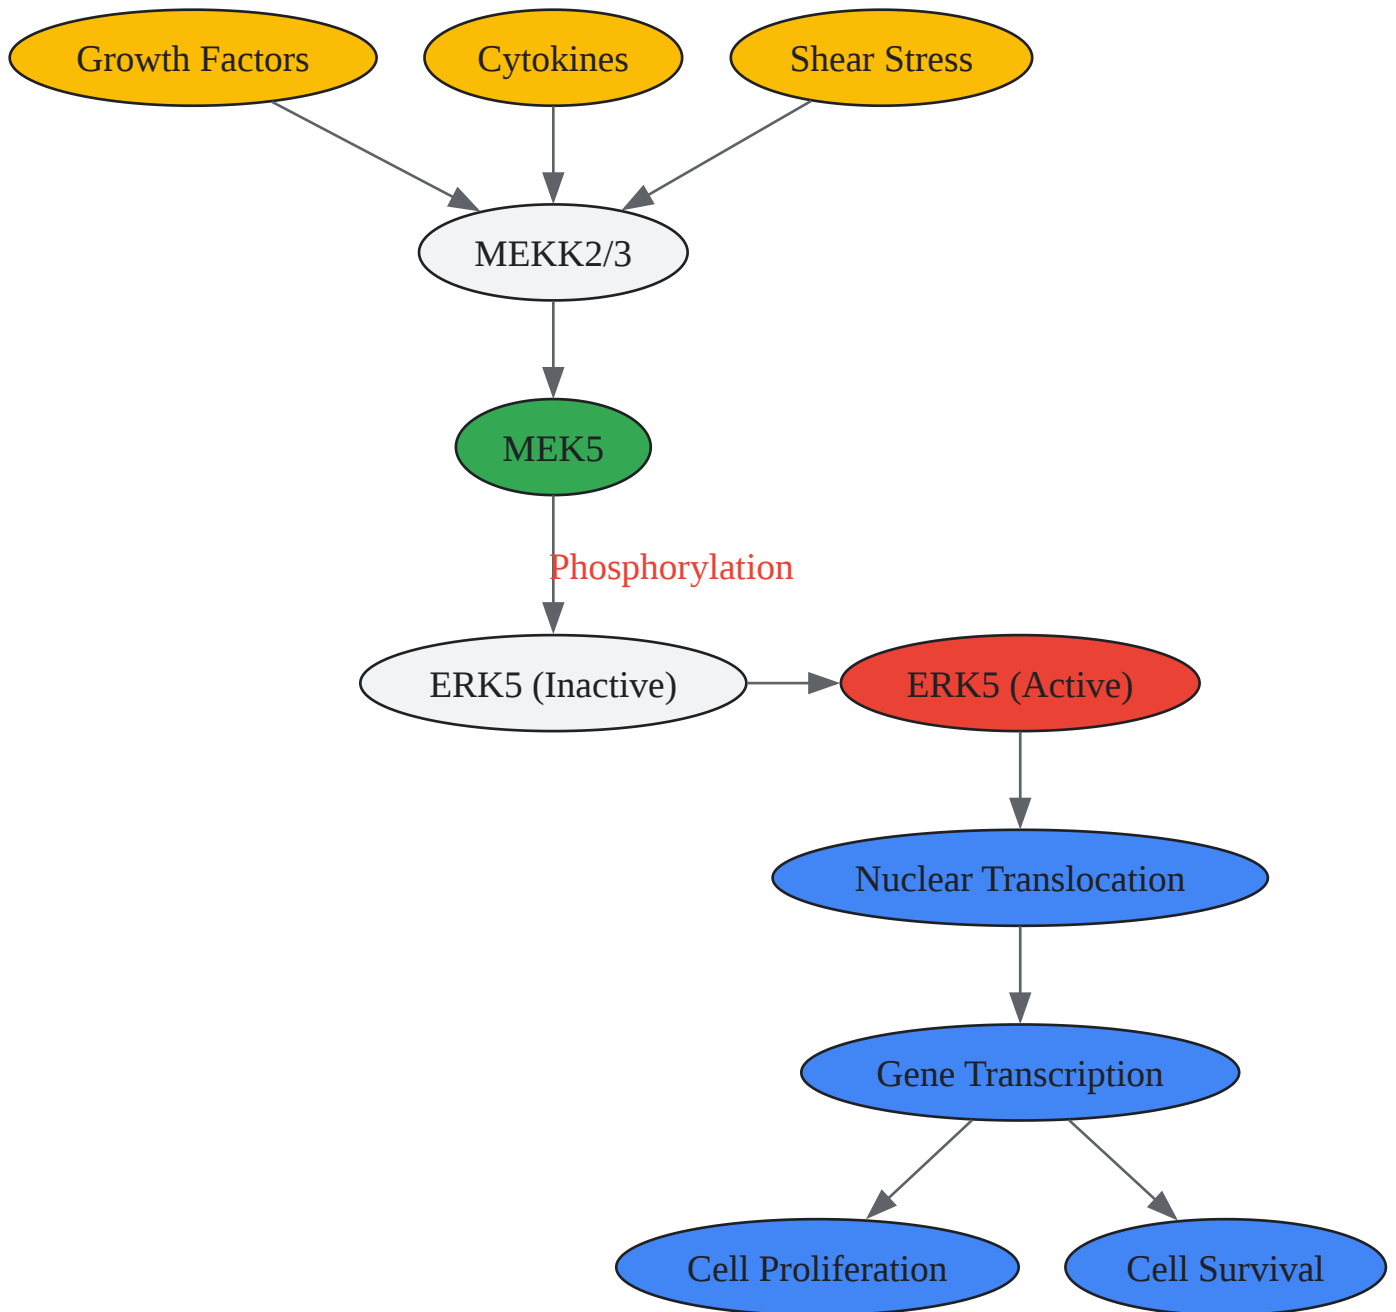 Growth Factors
Cytokines
Shear Stress
MEKK2/3
MEK5
Phosphorylation
ERK5 (Inactive)
ERK5 (Active)
Nuclear Translocation
Gene Transcription
Cell Proliferation
Cell Survival